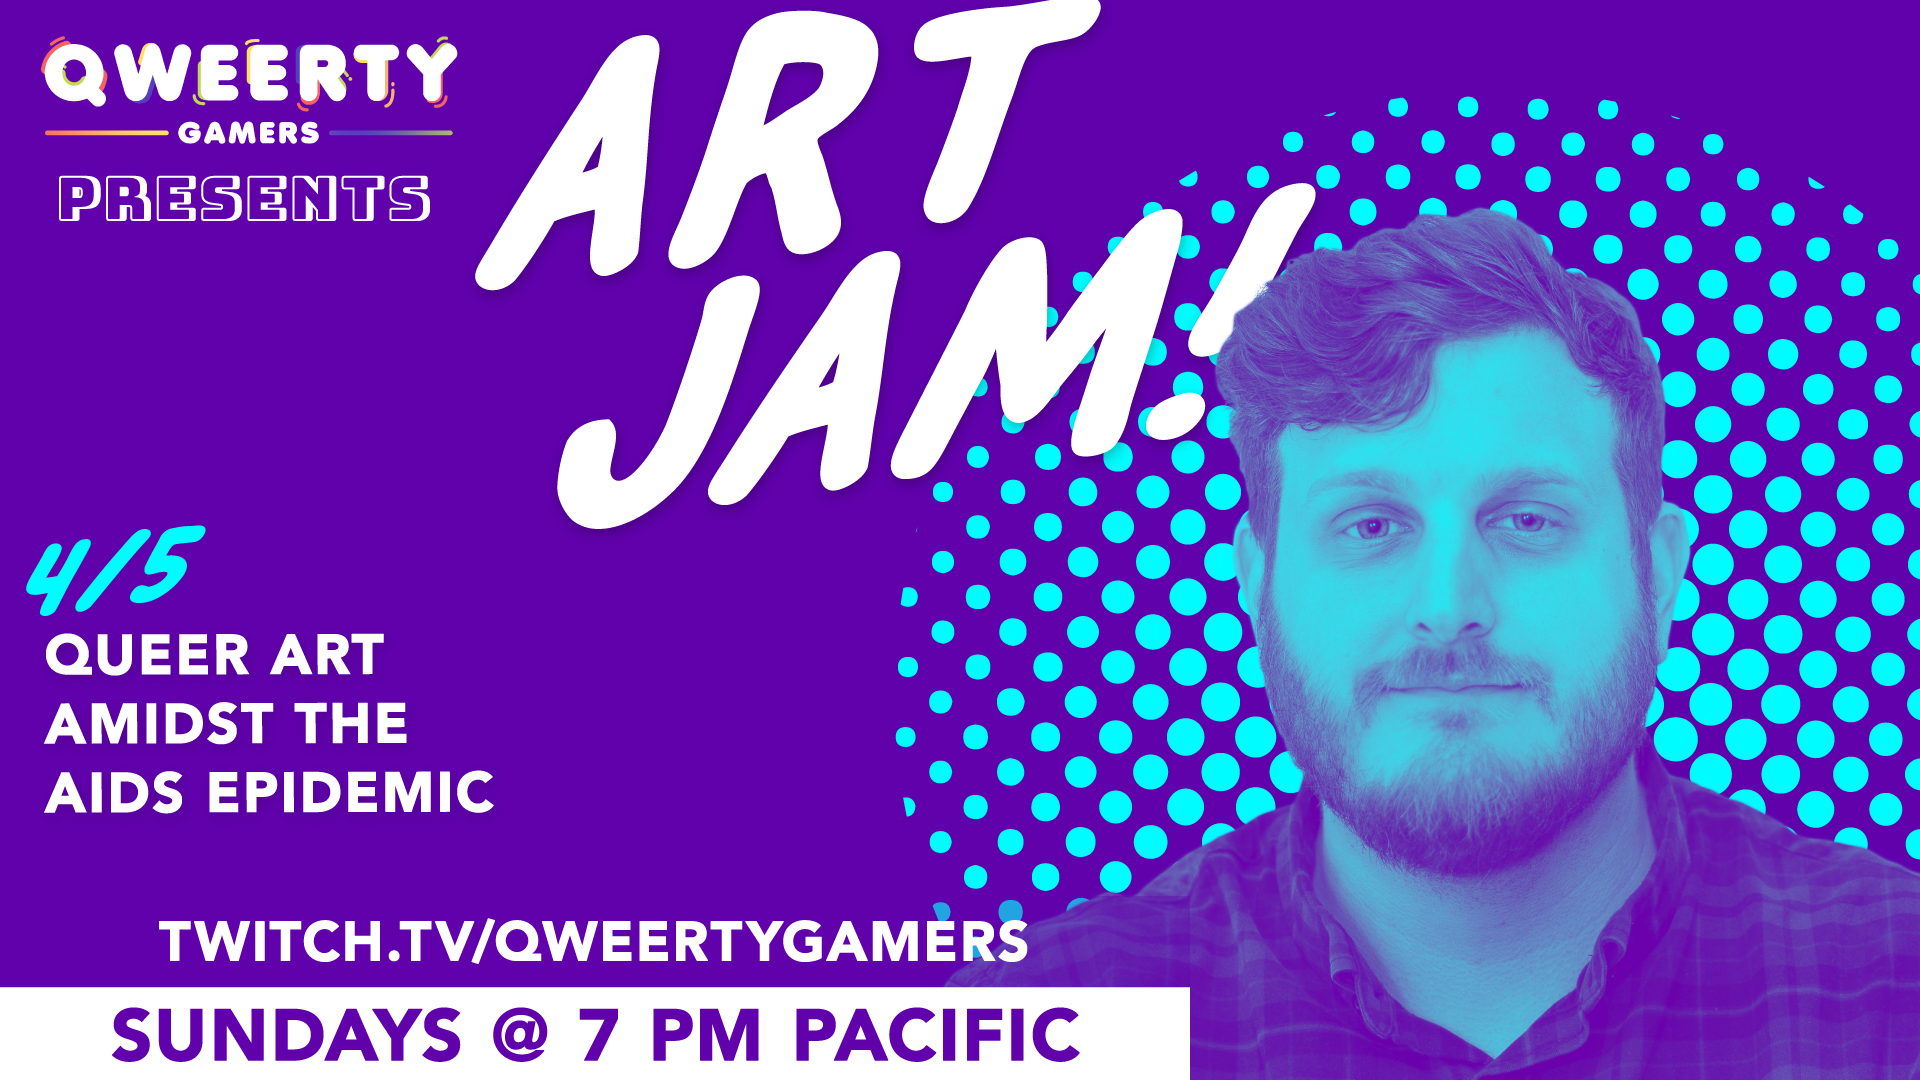 QWEERTY
GAMERS
PRESENTS
ART
JAM!
4/5
QUEER ART
AMIDST THE
AIDS EPIDEMIC
TWITCH.TV/QWEERTYGAMERS
SUNDAYS @ 7 PM PACIFIC